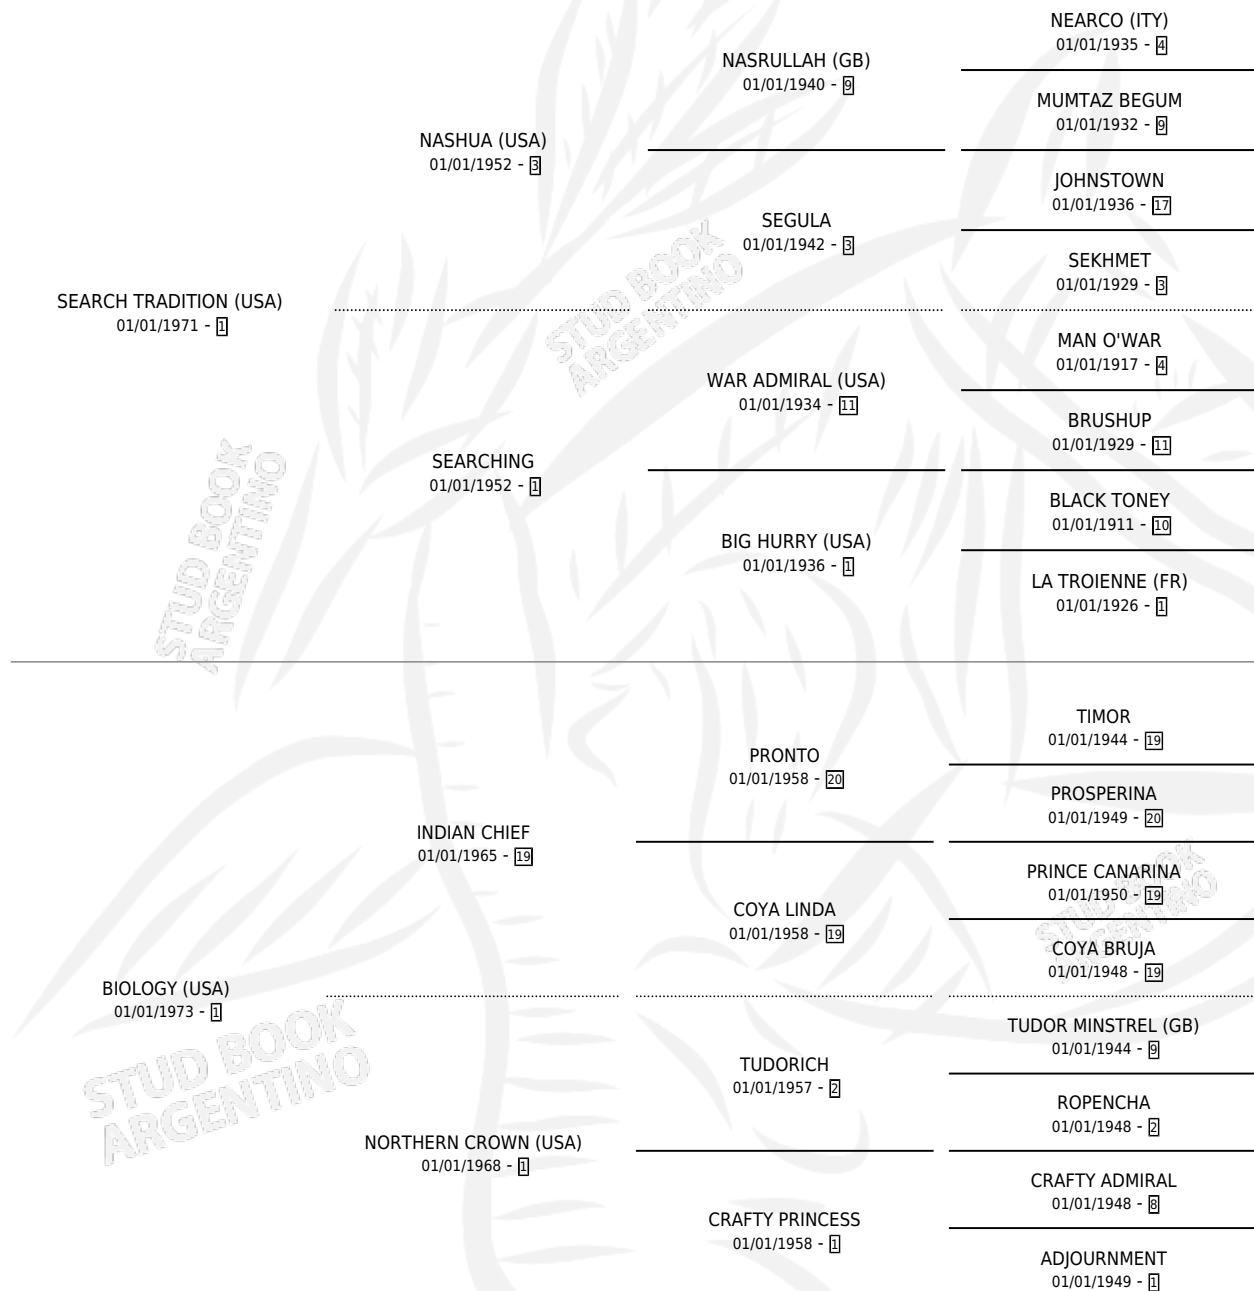 NEARCO (ITY)
01/01/1935 - 4
NASRULLAH (GB)
01/01/1940 - 9
MUMTAZ BEGUM
01/01/1932 - 9
NASHUA (USA)
01/01/1952 - 3
JOHNSTOWN
01/01/1936 - 17
SEGULA
01/01/1942 - 3
SEKHMET
01/01/1929 - 3
SEARCH TRADITION (USA)
01/01/1971 - 1
MAN O'WAR
01/01/1917 - 4
WAR ADMIRAL (USA)
01/01/1934 - 11
BRUSHUP
01/01/1929 - 11
SEARCHING
01/01/1952 - 1
BLACK TONEY
01/01/1911 - 10
BIG HURRY (USA)
01/01/1936 - 1
LA TROIENNE (FR)
01/01/1926 - 1
TIMOR
01/01/1944 - 19
PRONTO
01/01/1958 - 20
PROSPERINA
01/01/1949 - 20
INDIAN CHIEF
01/01/1965 - 19
PRINCE CANARINA
01/01/1950 - 19
COYA LINDA
01/01/1958 - 19
COYA BRUJA
01/01/1948 - 19
BIOLOGY (USA)
01/01/1973 - 1
TUDOR MINSTREL (GB)
01/01/1944 - 9
TUDORICH
01/01/1957 - 2
ROPENCHA
01/01/1948 - 2
NORTHERN CROWN (USA)
01/01/1968 - 1
CRAFTY ADMIRAL
01/01/1948 - 8
CRAFTY PRINCESS
01/01/1958 - 1
ADJOURNMENT
01/01/1949 - 1
STUD BOOK
ARGENTINO
STUD BOOK
ARGENTINO
STUD BOOK
ARGENTINO
STUD BOOK
ARGENTINO